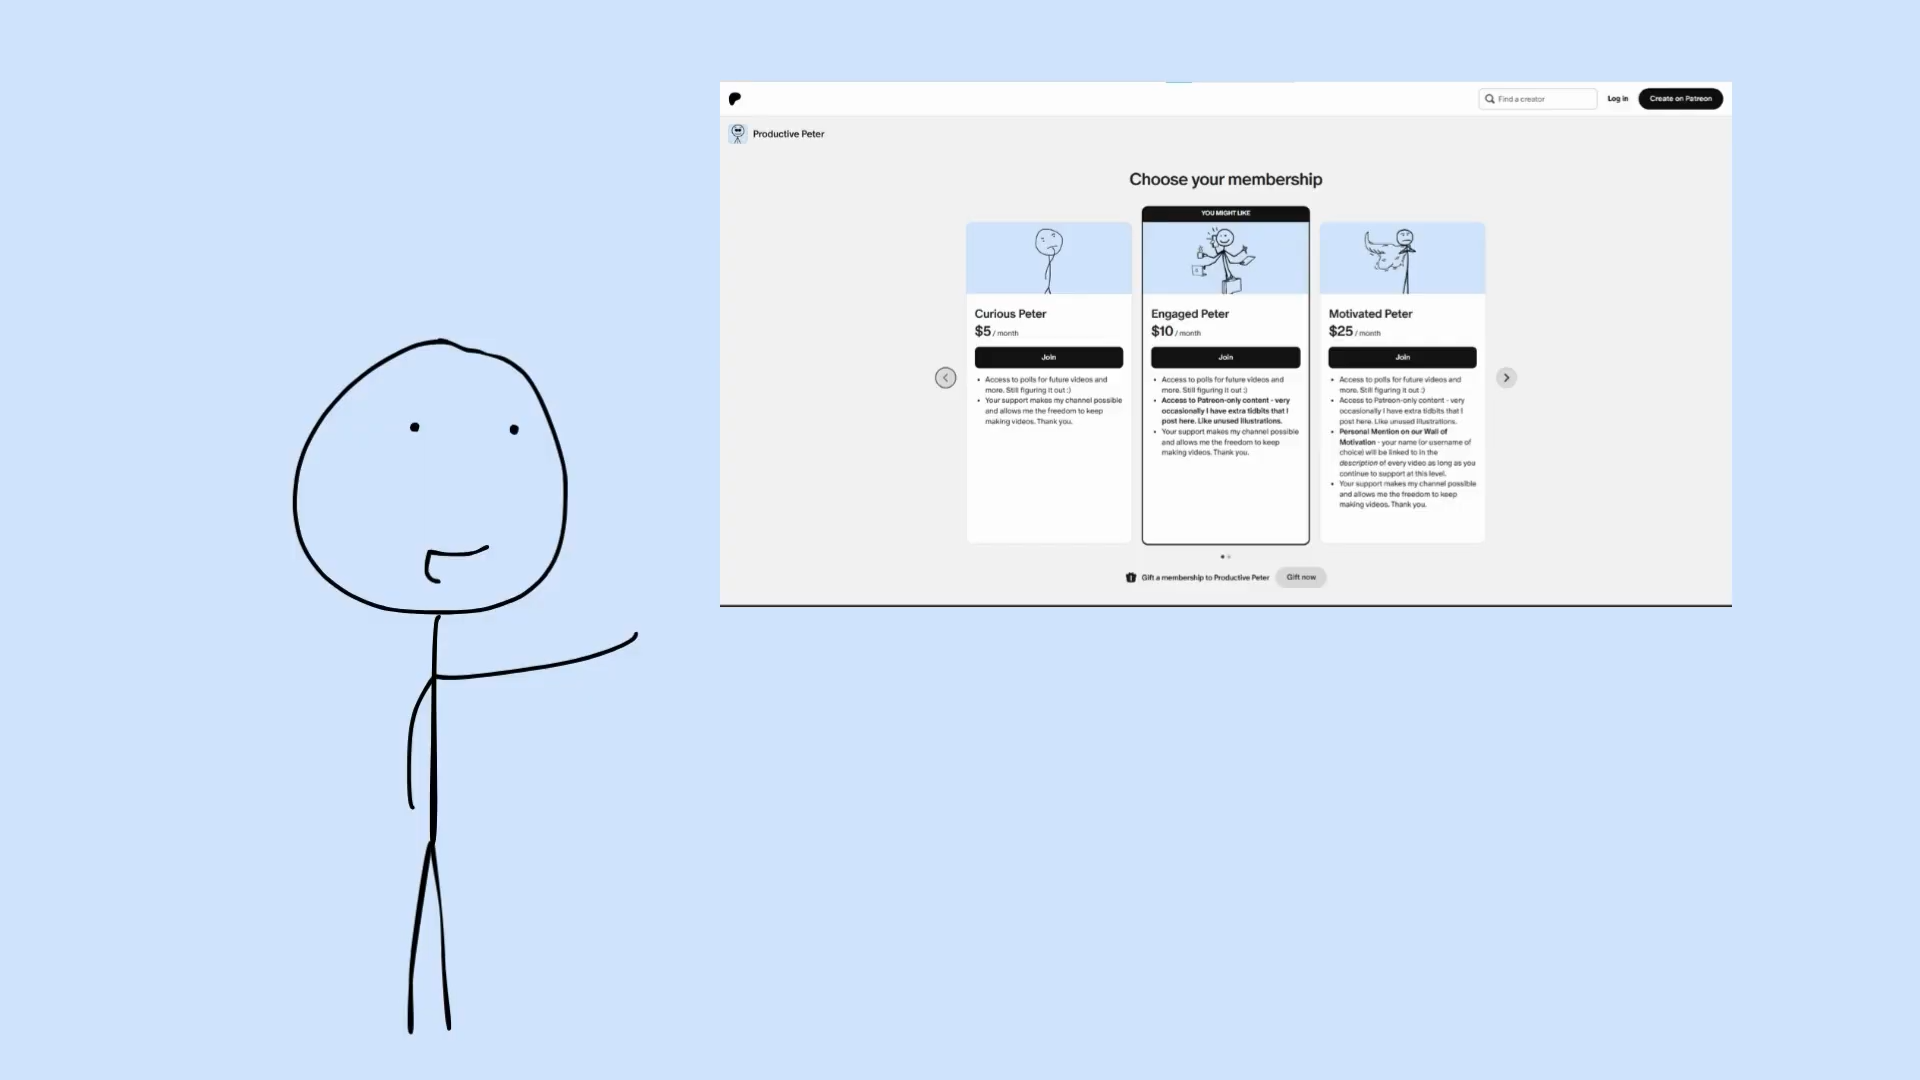 Find a creator
Log in
Create on Patreon
Productive Peter
Choose your membership
YOU MIGHT LIKE
Curious Peter
$5 / month
Join
• Access to polls for future videos and
more. Still figuring it out :)
• Your support makes my channel possible
and allows me the freedom to keep
making videos. Thank you.
Engaged Peter
$10 / month
Join
• Access to polls for future videos and
more. Still figuring it out :)
• Access to Patreon-only content - very
occasionally I have extra tidbits that I
post here. Like unused illustrations.
• Your support makes my channel possible
and allows me the freedom to keep
making videos. Thank you.
Motivated Peter
$25 / month
Join
• Access to polls for future videos and
more. Still figuring it out :)
• Access to Patreon-only content - very
occasionally I have extra tidbits that I
post here. Like unused illustrations.
• Personal Mention on our Wall of
Motivation - your name (or username of
choice) will be linked to in the
description of every video as long as you
continue to support at this level.
• Your support makes my channel possible
and allows me the freedom to keep
making videos. Thank you.
Gift a membership to Productive Peter
Gift now